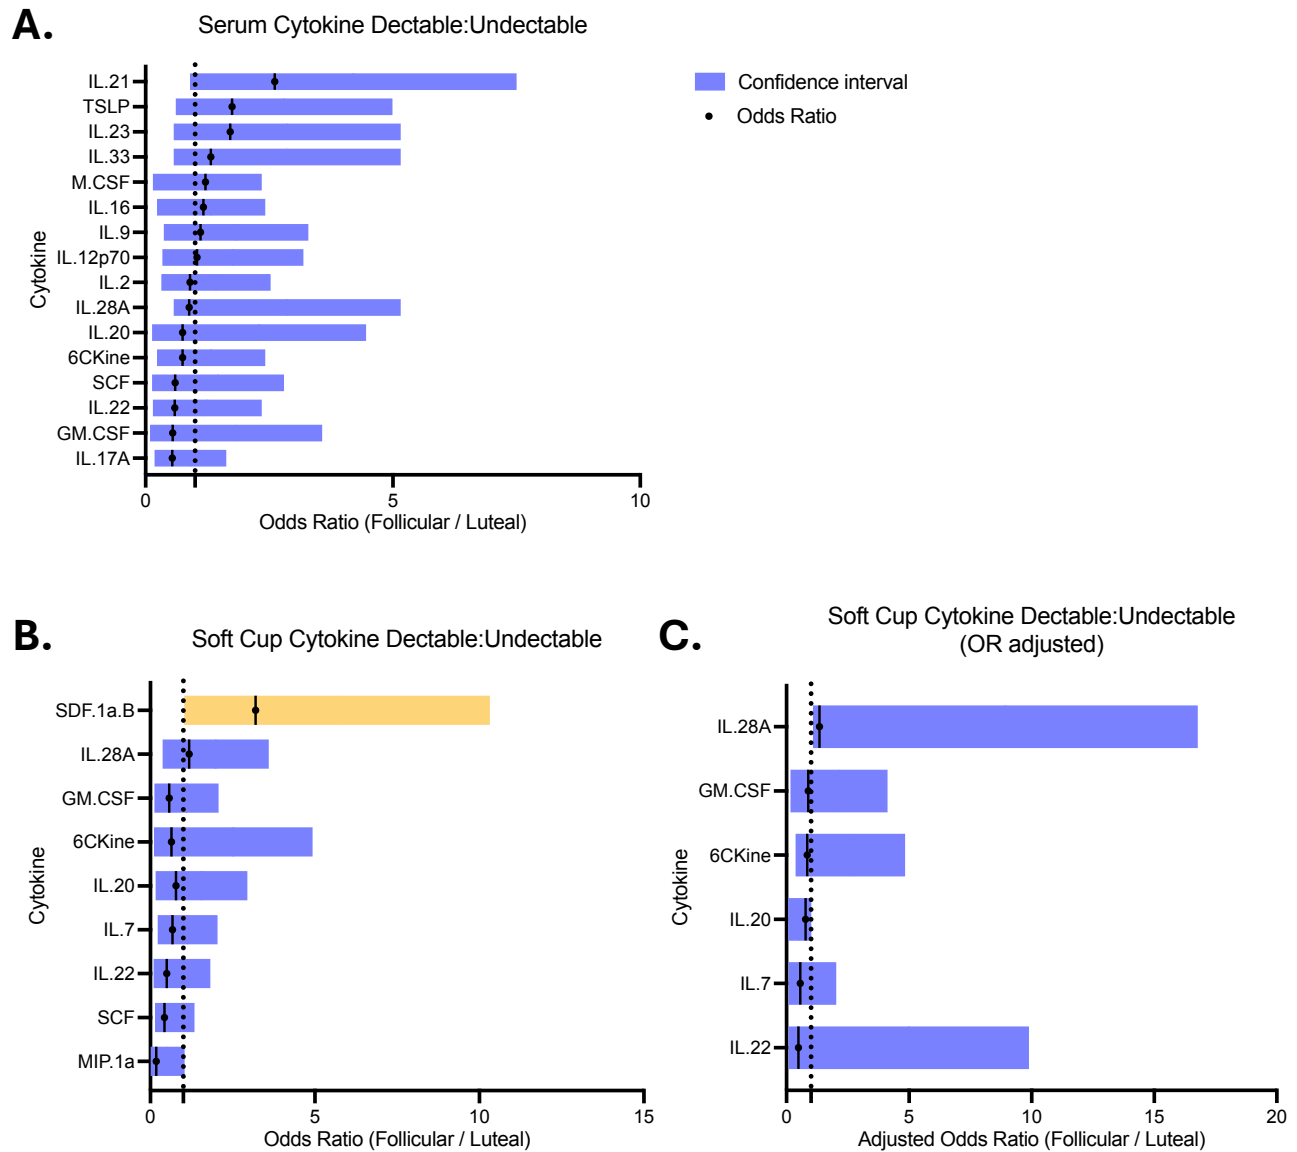 A.
Serum Cytokine Dectable:Undectable
IL.21
TSLP
IL.23
IL.33
M.CSF
IL.16
IL.9
IL.12p70
IL.2
IL.28A
IL.20
6CKine
SCF
IL.22
GM.CSF
IL.17A
Cytokine
0 5 10
Odds Ratio (Follicular / Luteal)
Confidence interval
Odds Ratio
B.
Soft Cup Cytokine Dectable:Undectable
SDF.1a.B
IL.28A
GM.CSF
6CKine
IL.20
IL.7
IL.22
SCF
MIP.1a
Cytokine
0 5 10 15
Odds Ratio (Follicular / Luteal)
C.
Soft Cup Cytokine Dectable:Undectable
(OR adjusted)
IL.28A
GM.CSF
6CKine
IL.20
IL.7
IL.22
Cytokine
0 5 10 15 20
Adjusted Odds Ratio (Follicular / Luteal)